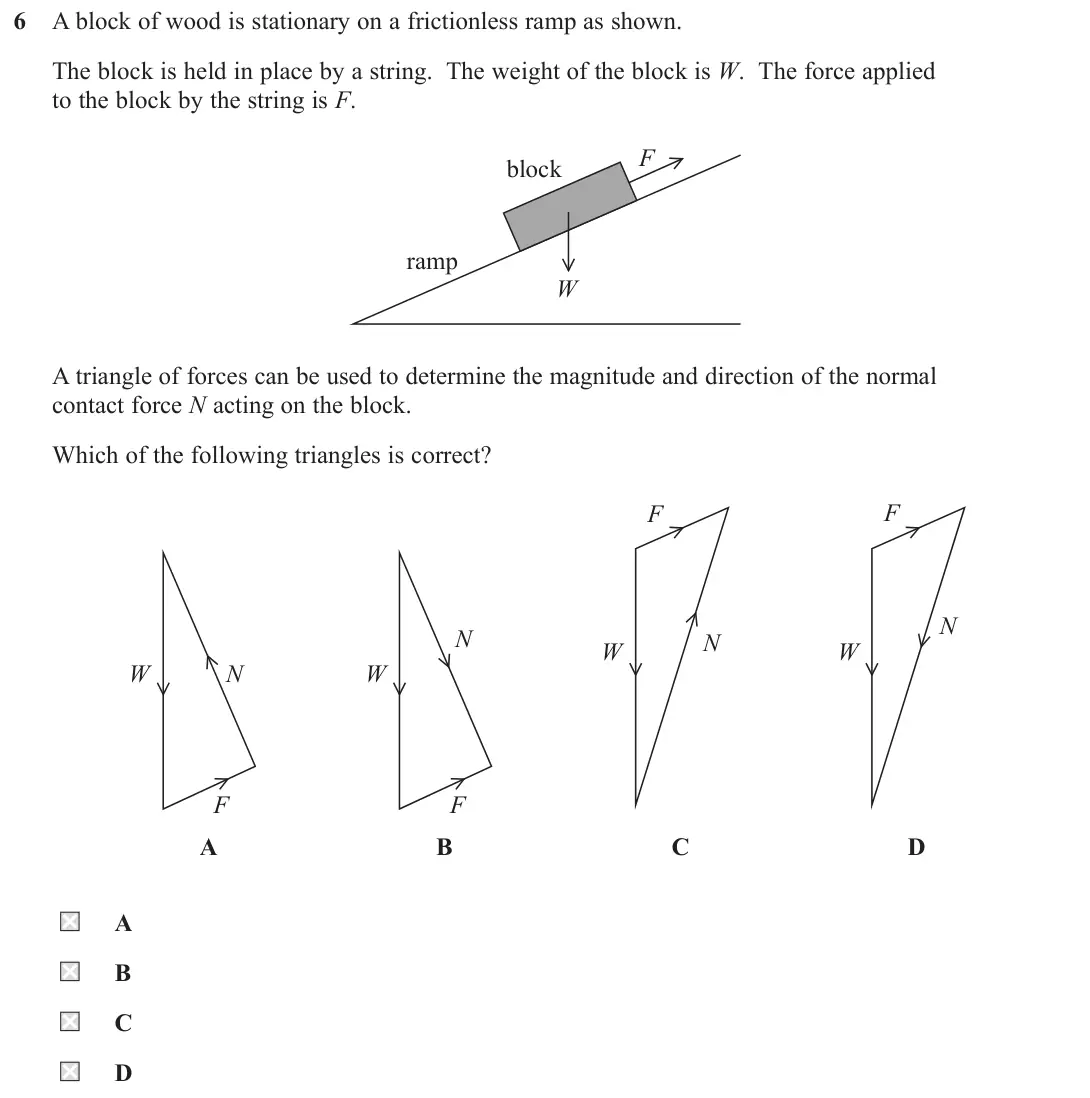 6 A block of wood is stationary on a frictionless ramp as shown.
The block is held in place by a string. The weight of the block is W. The force applied
to the block by the string is F.
block
F
ramp
W
A triangle of forces can be used to determine the magnitude and direction of the normal
contact force N acting on the block.
Which of the following triangles is correct?
F F
N N
W N W W N W
F F
A B C D
A
B
C
D